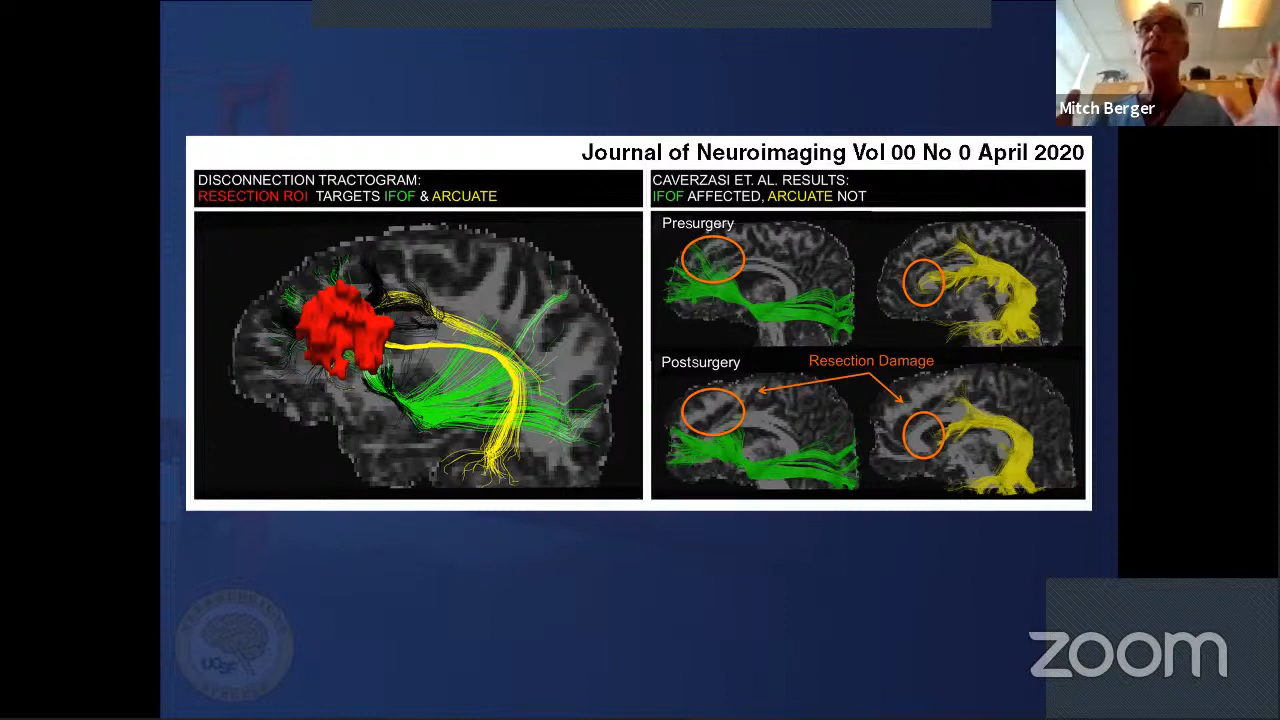 Mitch Berger
Journal of Neuroimaging Vol 00 No 0 April 2020
DISCONNECTION TRACTOGRAM:
RESECTION ROI TARGETS IFOF & ARCUATE
CAVERZASI ET. AL. RESULTS:
IFOF AFFECTED, ARCUATE NOT
Presurgery
Postsurgery
Resection Damage
UCSF
zoom